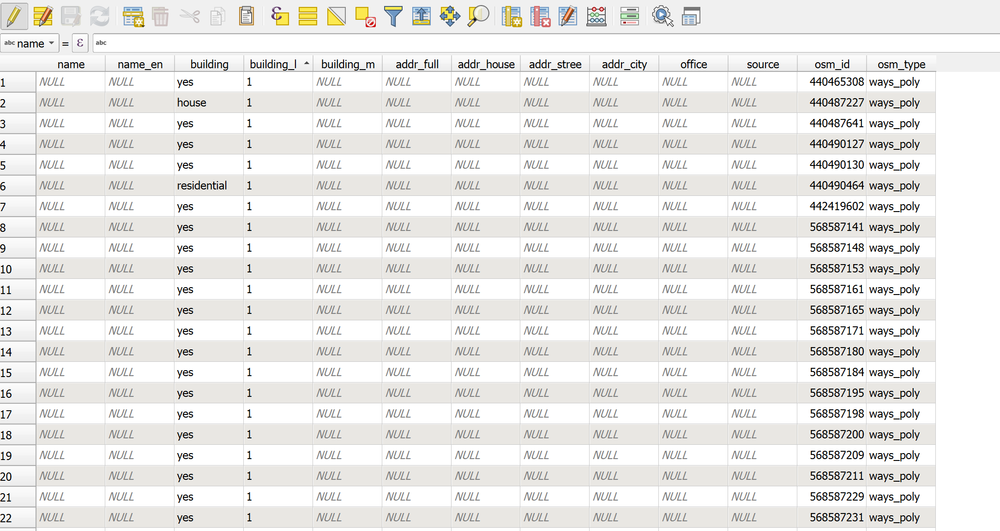 abc name = ε abc
name name_en building building_l building_m addr_full addr_house addr_stree addr_city office source osm_id osm_type
1 NULL NULL yes 1 NULL NULL NULL NULL NULL NULL NULL 440465308 ways_poly
2 NULL NULL house 1 NULL NULL NULL NULL NULL NULL NULL 440487227 ways_poly
3 NULL NULL yes 1 NULL NULL NULL NULL NULL NULL NULL 440487641 ways_poly
4 NULL NULL yes 1 NULL NULL NULL NULL NULL NULL NULL 440490127 ways_poly
5 NULL NULL yes 1 NULL NULL NULL NULL NULL NULL NULL 440490130 ways_poly
6 NULL NULL residential 1 NULL NULL NULL NULL NULL NULL NULL 440490464 ways_poly
7 NULL NULL yes 1 NULL NULL NULL NULL NULL NULL NULL 442419602 ways_poly
8 NULL NULL yes 1 NULL NULL NULL NULL NULL NULL NULL 568587141 ways_poly
9 NULL NULL yes 1 NULL NULL NULL NULL NULL NULL NULL 568587148 ways_poly
10 NULL NULL yes 1 NULL NULL NULL NULL NULL NULL NULL 568587153 ways_poly
11 NULL NULL yes 1 NULL NULL NULL NULL NULL NULL NULL 568587161 ways_poly
12 NULL NULL yes 1 NULL NULL NULL NULL NULL NULL NULL 568587165 ways_poly
13 NULL NULL yes 1 NULL NULL NULL NULL NULL NULL NULL 568587171 ways_poly
14 NULL NULL yes 1 NULL NULL NULL NULL NULL NULL NULL 568587180 ways_poly
15 NULL NULL yes 1 NULL NULL NULL NULL NULL NULL NULL 568587184 ways_poly
16 NULL NULL yes 1 NULL NULL NULL NULL NULL NULL NULL 568587195 ways_poly
17 NULL NULL yes 1 NULL NULL NULL NULL NULL NULL NULL 568587198 ways_poly
18 NULL NULL yes 1 NULL NULL NULL NULL NULL NULL NULL 568587200 ways_poly
19 NULL NULL yes 1 NULL NULL NULL NULL NULL NULL NULL 568587209 ways_poly
20 NULL NULL yes 1 NULL NULL NULL NULL NULL NULL NULL 568587211 ways_poly
21 NULL NULL yes 1 NULL NULL NULL NULL NULL NULL NULL 568587229 ways_poly
22 NULL NULL yes 1 NULL NULL NULL NULL NULL NULL NULL 568587231 ways_poly